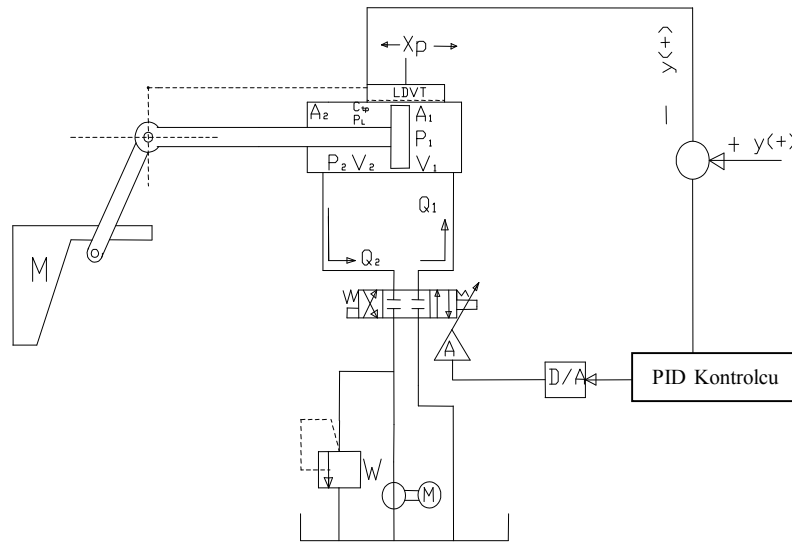 Xp
y(+)
LDVT
A2 Ctp A1
PL P1
P2 V2 V1
− y(+)
+ y(+)
Q1
Q2
M
A
D/A
PID Kontrolcu
W
M